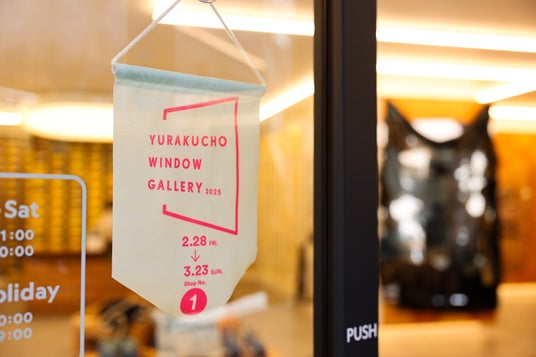 YURAKUCHO
WINDOW
GALLERY 2025
2.28 FRI.
↓
3.23 SUN.
Shop No.
1
Sat
1:00
0:00
oliday
0:00
0:00
PUSH